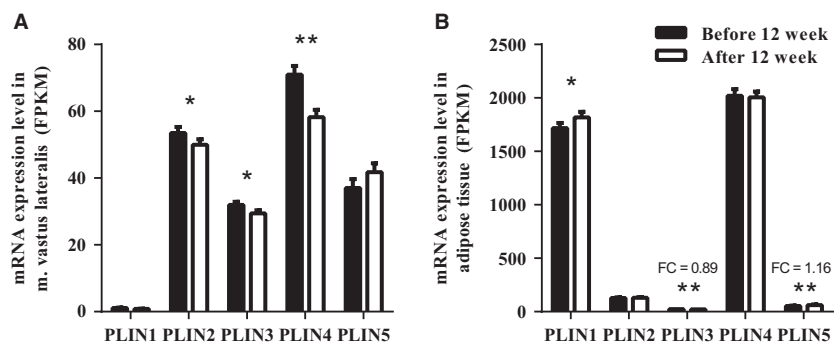 A
mRNA expression level in
m. vastus lateralis (FPKM)
80
60
40
20
0
*
*
**
PLIN1 PLIN2 PLIN3 PLIN4 PLIN5
B
Before 12 week
After 12 week
mRNA expression level in
adipose tissue (FPKM)
2500
2000
1500
1000
500
0
*
FC = 0.89
**
FC = 1.16
**
PLIN1 PLIN2 PLIN3 PLIN4 PLIN5